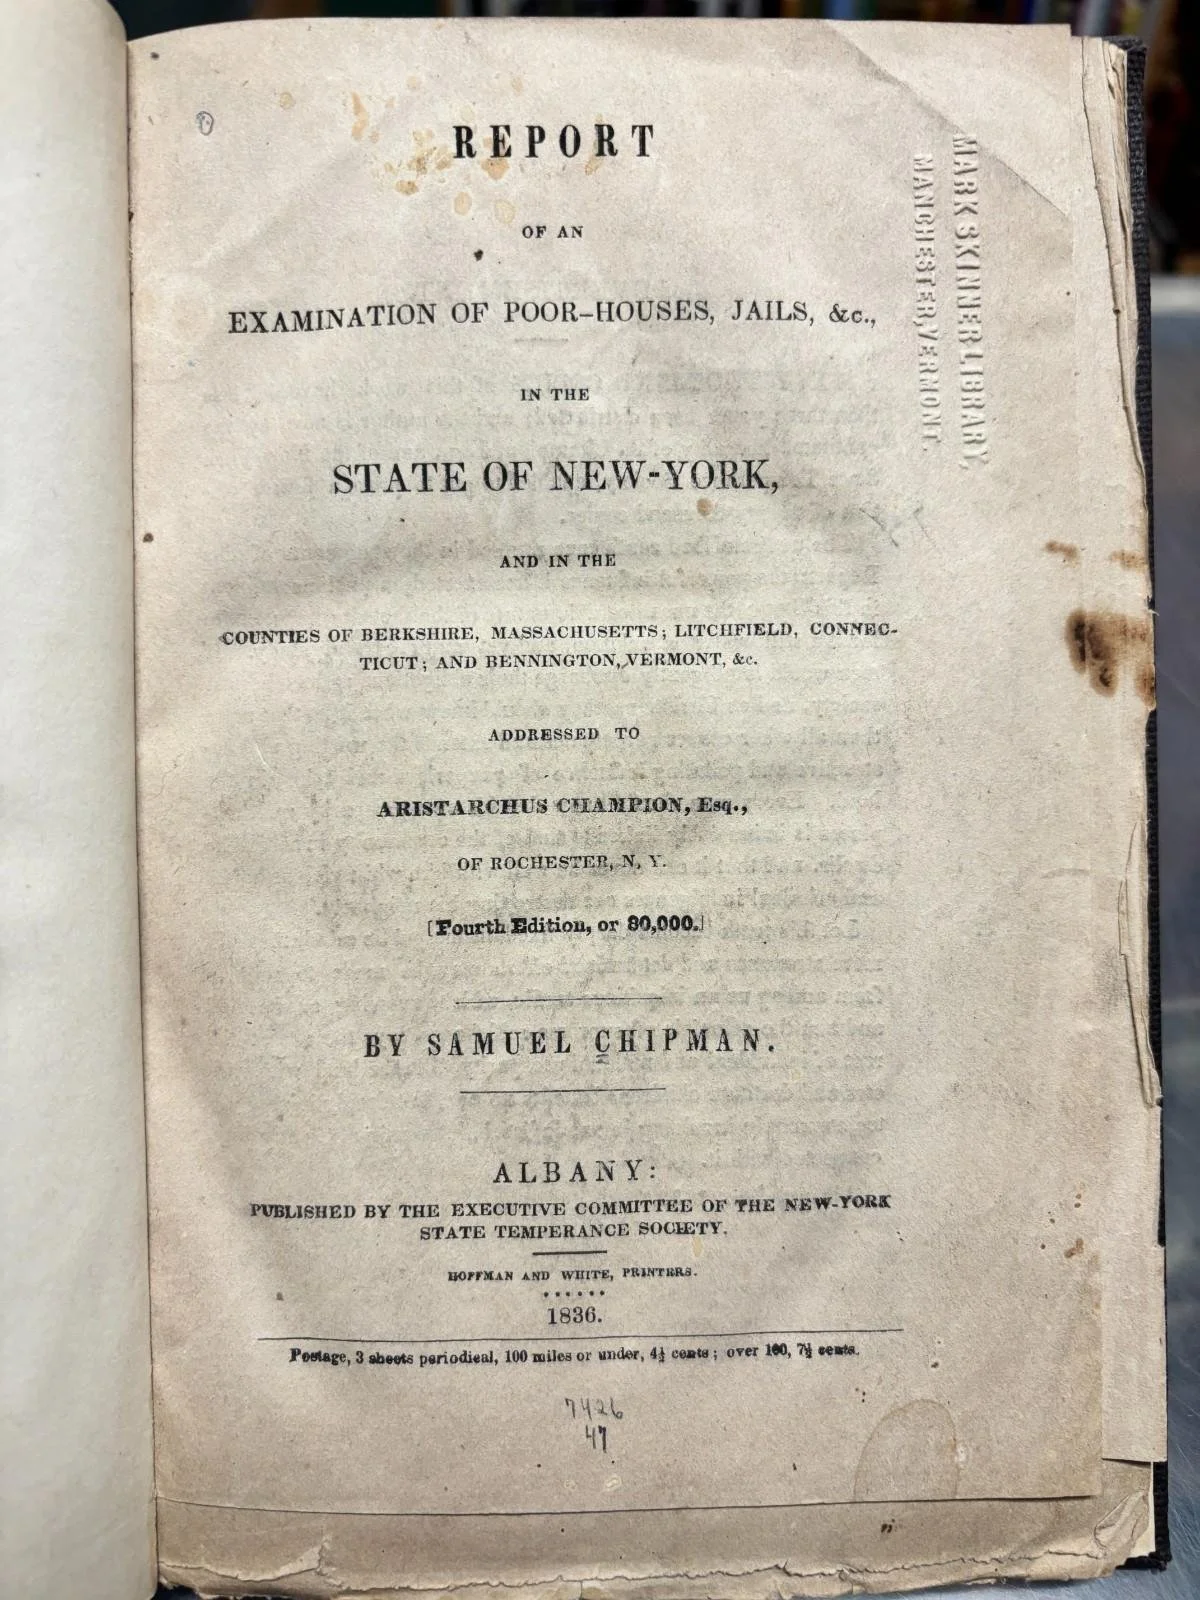 REPORT
OF AN
EXAMINATION OF POOR-HOUSES, JAILS, &c.,
IN THE
STATE OF NEW-YORK,
AND IN THE
COUNTIES OF BERKSHIRE, MASSACHUSETTS; LITCHFIELD, CONNEC-
TICUT; AND BENNINGTON, VERMONT, &c.
ADDRESSED TO
ARISTARCHUS CHAMPION, Esq.,
OF ROCHESTER, N. Y.
[Fourth Edition, or 80,000.]
BY SAMUEL CHIPMAN.
ALBANY:
PUBLISHED BY THE EXECUTIVE COMMITTEE OF THE NEW-YORK
STATE TEMPERANCE SOCIETY.
HOFFMAN AND WHITE, PRINTERS.
1836.
Postage, 3 sheets periodical, 100 miles or under, 4½ cents; over 100, 7½ cents.
7426
47
MARK SKINNER LIBRARY,
MANCHESTER, VERMONT.